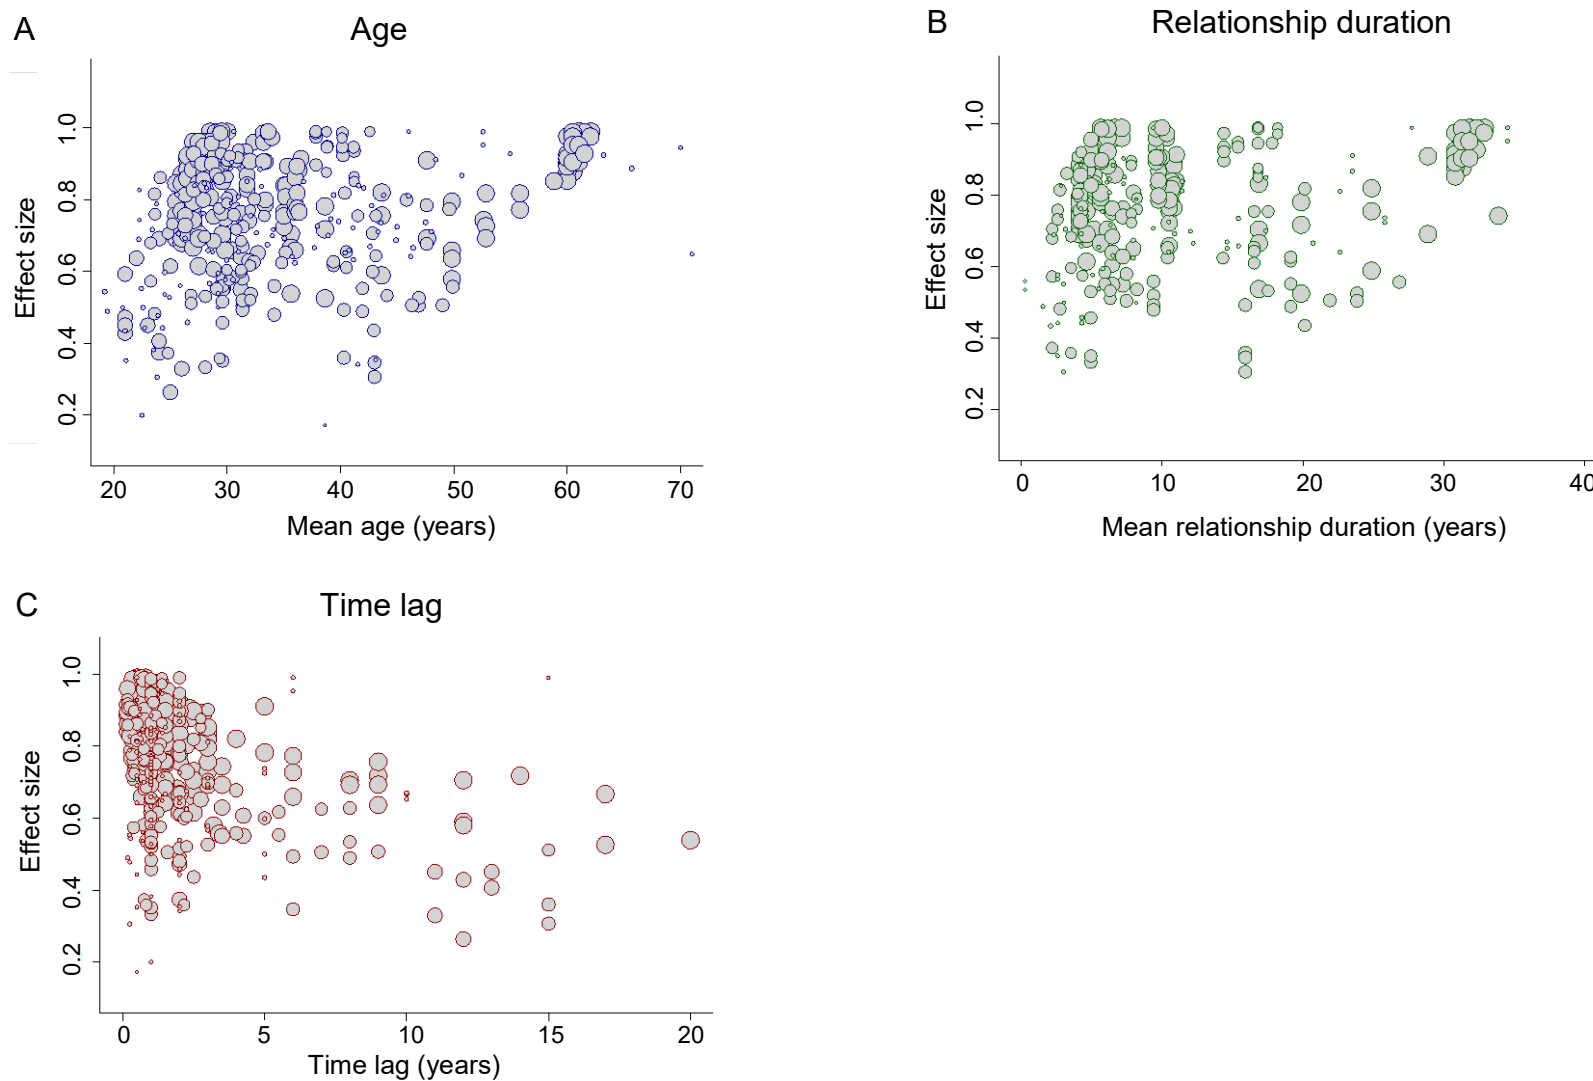 A
Age
Effect size
1.0
0.8
0.6
0.4
0.2
20 30 40 50 60 70
Mean age (years)
B
Relationship duration
Effect size
1.0
0.8
0.6
0.4
0.2
0 10 20 30 40
Mean relationship duration (years)
C
Time lag
Effect size
1.0
0.8
0.6
0.4
0.2
0 5 10 15 20
Time lag (years)